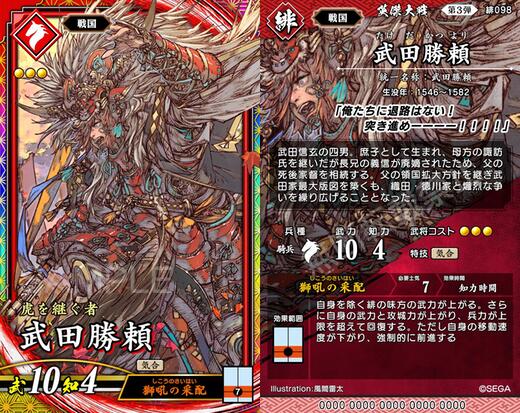 戦国
虎を継ぐ者
武田勝頼
気合
武10知4
しこうのさいはい
獅吼の采配
7
緋
戦国
英傑大戦
第3弾
緋098
たけだかつより
武田勝頼
統一名称:武田勝頼
生没年:1546~1582
「俺たちに退路はない!
突き進めーーーー!!!!」
武田信玄の四男。庶子として生まれ、母方の諏訪
氏を継いだが長兄の義信が廃嫡されたため、父の
死後家督を相続する。父の領国拡大方針を継ぎ武
田家最大版図を築くも、織田・徳川家と熾烈な争い
を繰り広げることとなった。
兵種 武力 知力 武将コスト
騎兵 10 4 特技 気合
しこうのさいはい 必要士気 効果時間
獅吼の采配 7 知力時間
効果範囲
自身を除く緋の味方の武力が上がる。さらに
自身の武力と攻城力が上がり、兵力が上
限を超えて回復する。ただし自身の移動速
度が下がり、強制的に前進する
Illustration:風間雷太
©SEGA
0000-0000-0000-0000-0000